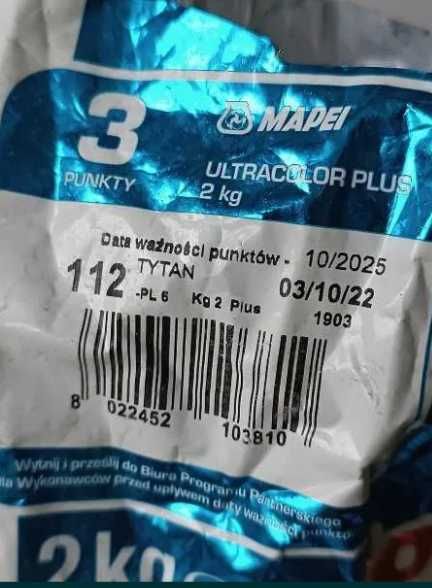 3
PUNKTY
MAPEI
ULTRACOLOR PLUS
2 kg
Data ważności punktów - 10/2025
112 TYTAN
-PL 6 Kg 2 Plus 03/10/22
1903
8 022452 103810
Wytnij i prześlij do Biura Programu Partnerskiego
dla Wykonawców przed upływem daty ważności punktów
2 kg